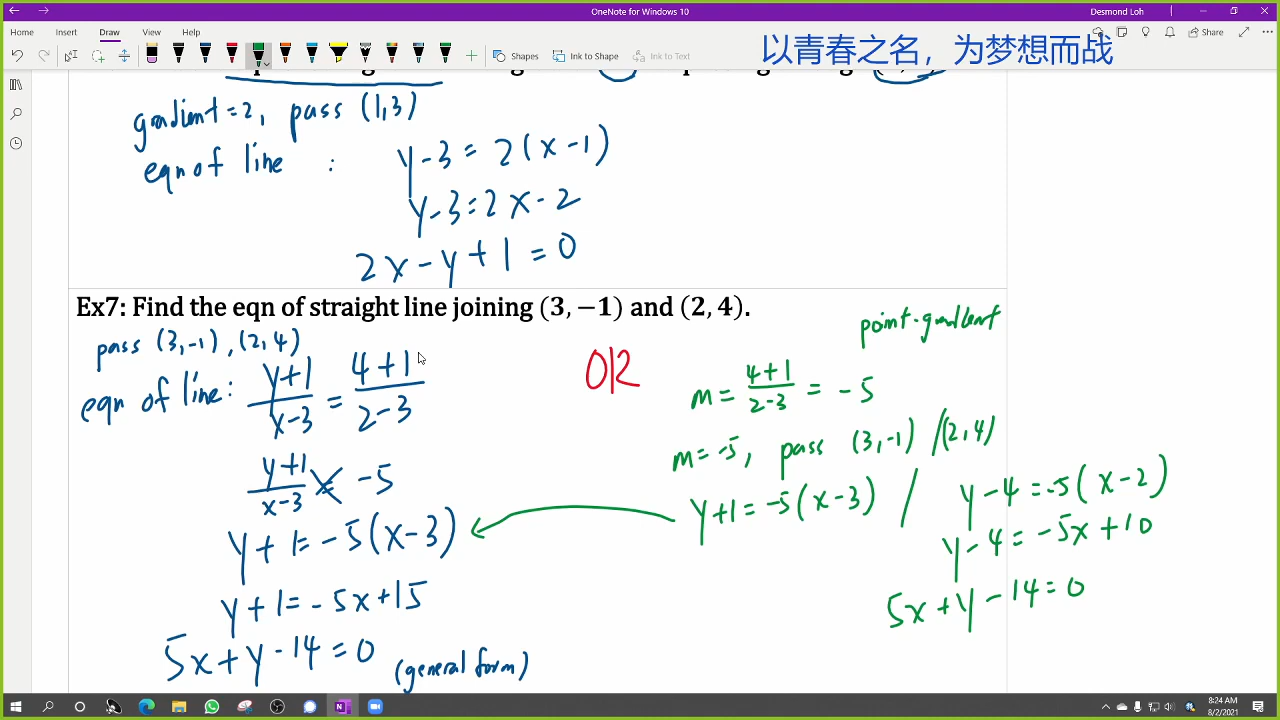 OneNote for Windows 10
Desmond Loh
Home Insert Draw View Help
Share
Shapes Ink to Shape Ink to Text
以青春之名，为梦想而战
gradient = 2, pass (1,3)
eqn of line : y-3 = 2(x-1)
y-3=2x-2
2x-y+1=0
Ex7: Find the eqn of straight line joining (3, −1) and (2, 4).
pass (3,-1), (2,4)
eqn of line: y+1/x-3 = 4+1/2-3
y+1/x-3 = -5
y+1=-5(x-3)
y+1=-5x+15
5x+y-14=0 (general form)
OR
point-gradient
m = 4+1/2-3 = -5
m=-5, pass (3,-1) /(2,4)
y+1=-5(x-3) / y-4=-5(x-2)
y-4=-5x+10
5x+y-14=0
8:24 AM
8/2/2021